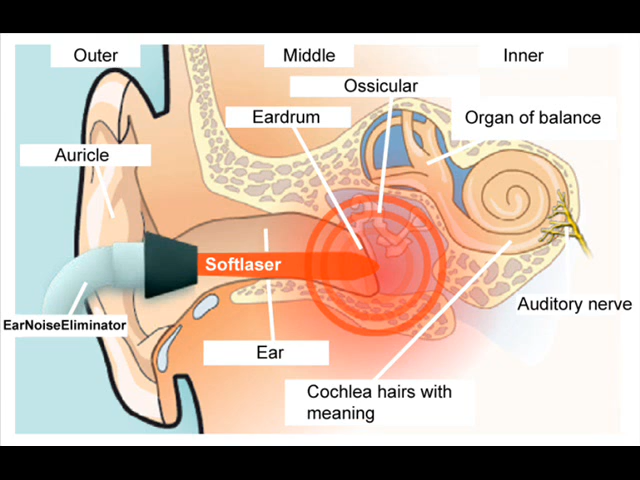 Outer
Middle
Inner
Ossicular
Eardrum
Organ of balance
Auricle
Softlaser
Auditory nerve
EarNoiseEliminator
Ear
Cochlea hairs with
meaning